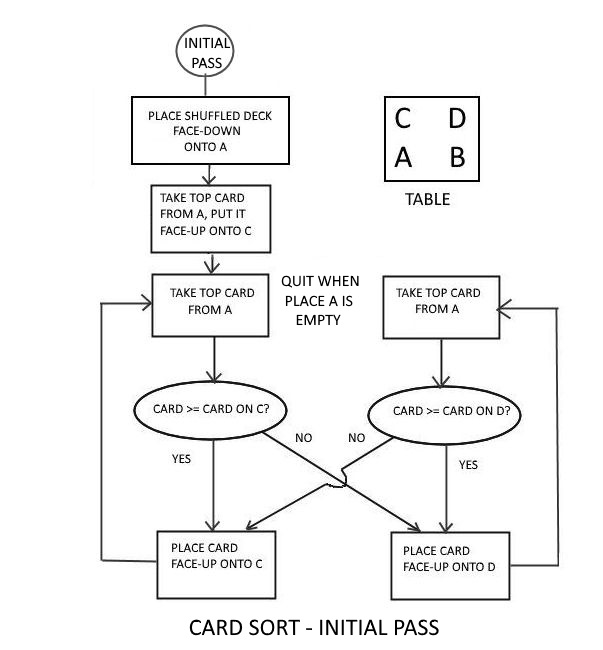 INITIAL
PASS
PLACE SHUFFLED DECK
FACE-DOWN
ONTO A
C D
A B
TABLE
TAKE TOP CARD
FROM A, PUT IT
FACE-UP ONTO C
TAKE TOP CARD
FROM A
QUIT WHEN
PLACE A IS
EMPTY
TAKE TOP CARD
FROM A
CARD >= CARD ON C?
CARD >= CARD ON D?
NO
NO
YES
YES
PLACE CARD
FACE-UP ONTO C
PLACE CARD
FACE-UP ONTO D
CARD SORT - INITIAL PASS